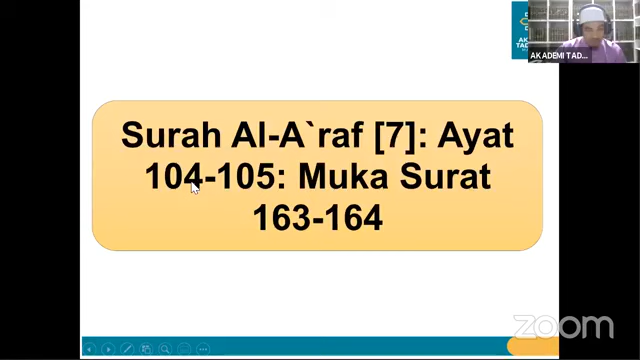 Surah Al-A`raf [7]: Ayat
104-105: Muka Surat
163-164
AKADEMI TAD...
zoom